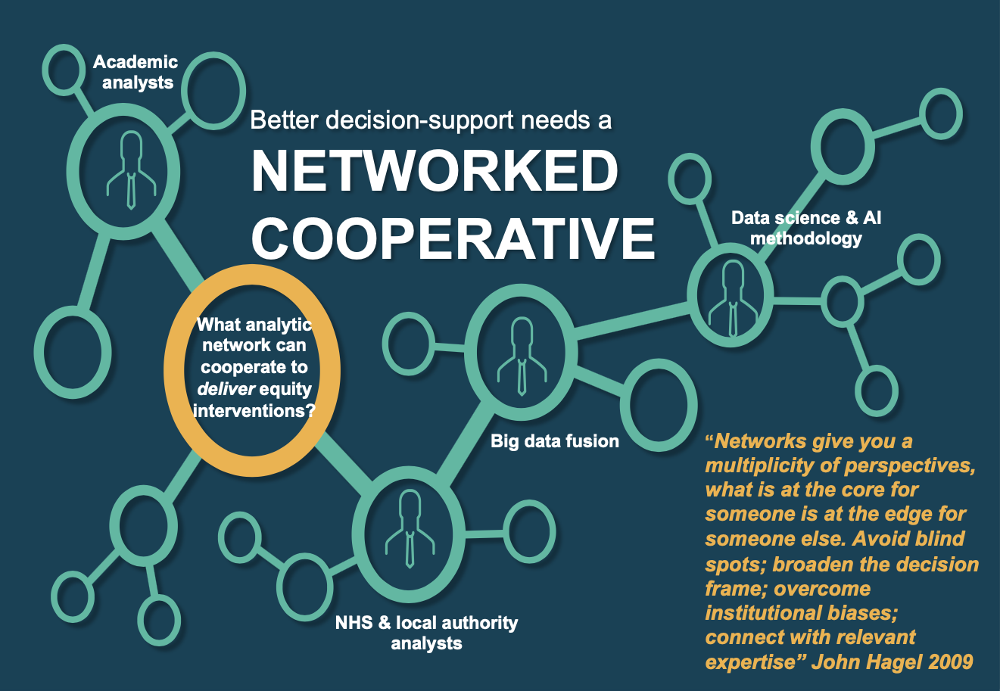 Academic
analysts
Better decision-support needs a
NETWORKED
COOPERATIVE
Data science & AI
methodology
What analytic
network can
cooperate to
deliver equity
interventions?
Big data fusion
NHS & local authority
analysts
“Networks give you a
multiplicity of perspectives,
what is at the core for
someone is at the edge for
someone else. Avoid blind
spots; broaden the decision
frame; overcome
institutional biases;
connect with relevant
expertise” John Hagel 2009